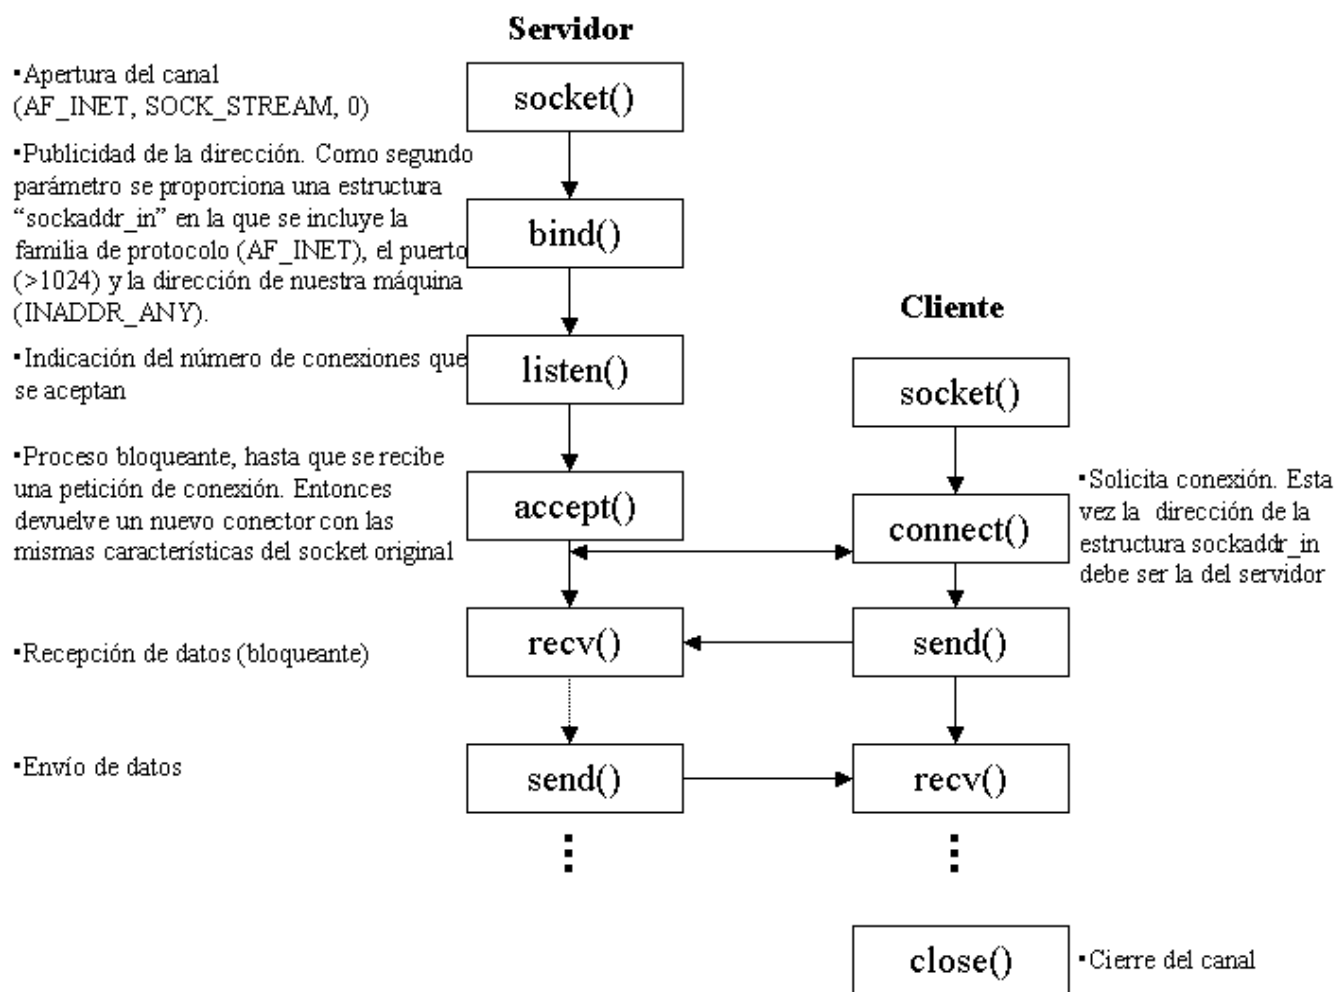 Servidor
▪Apertura del canal
(AF_INET, SOCK_STREAM, 0)
socket()
▪Publicidad de la dirección. Como segundo
parámetro se proporciona una estructura
“sockaddr_in” en la que se incluye la
familia de protocolo (AF_INET), el puerto
(>1024) y la dirección de nuestra máquina
(INADDR_ANY).
bind()
▪Indicación del número de conexiones que
se aceptan
listen()
▪Proceso bloqueante, hasta que se recibe
una petición de conexión. Entonces
devuelve un nuevo conector con las
mismas características del socket original
accept()
▪Recepción de datos (bloqueante)
recv()
▪Envío de datos
send()
Cliente
socket()
connect()
▪Solicita conexión. Esta
vez la dirección de la
estructura sockaddr_in
debe ser la del servidor
send()
recv()
close()
▪Cierre del canal